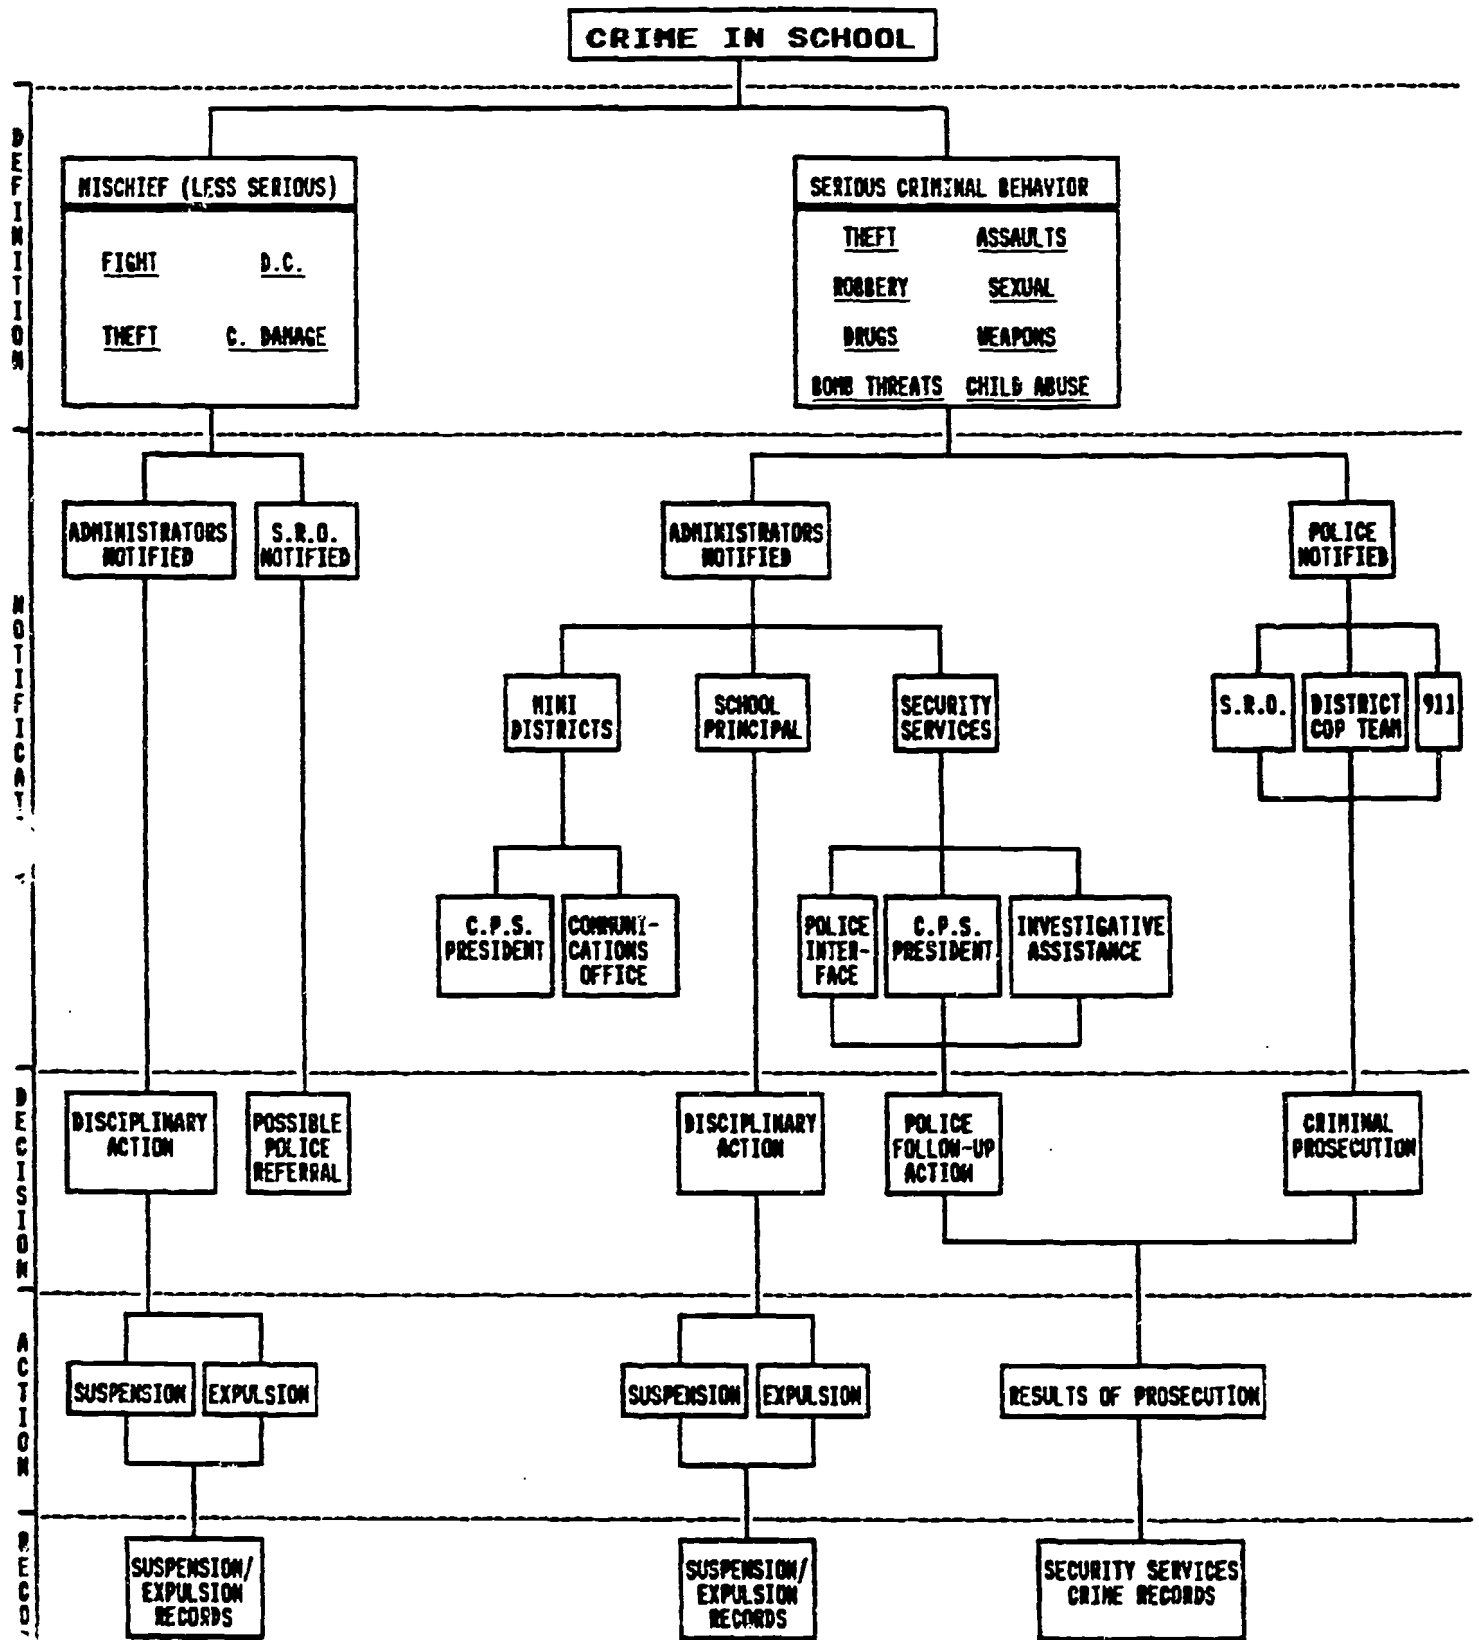 CRIME IN SCHOOL
DEFINITION
MISCHIEF (LESS SERIOUS)
FIGHT D.C.
THEFT C. DAMAGE
SERIOUS CRIMINAL BEHAVIOR
THEFT ASSAULTS
ROBBERY SEXUAL
DRUGS WEAPONS
BOMB THREATS CHILD ABUSE
NOTIFICAT
ADMINISTRATORS
NOTIFIED
S.R.O.
NOTIFIED
ADMINISTRATORS
NOTIFIED
POLICE
NOTIFIED
MINI
DISTRICTS
SCHOOL
PRINCIPAL
SECURITY
SERVICES
S.R.O.
DISTRICT
COP TEAM
911
C.P.S.
PRESIDENT
COMMUNI-
CATIONS
OFFICE
POLICE
INTER-
FACE
C.P.S.
PRESIDENT
INVESTIGATIVE
ASSISTANCE
DECISION
DISCIPLINARY
ACTION
POSSIBLE
POLICE
REFERRAL
DISCIPLINARY
ACTION
POLICE
FOLLOW-UP
ACTION
CRIMINAL
PROSECUTION
ACTION
SUSPENSION
EXPULSION
SUSPENSION
EXPULSION
RESULTS OF PROSECUTION
RECO
SUSPENSION/
EXPULSION
RECORDS
SUSPENSION/
EXPULSION
RECORDS
SECURITY SERVICES
CRIME RECORDS